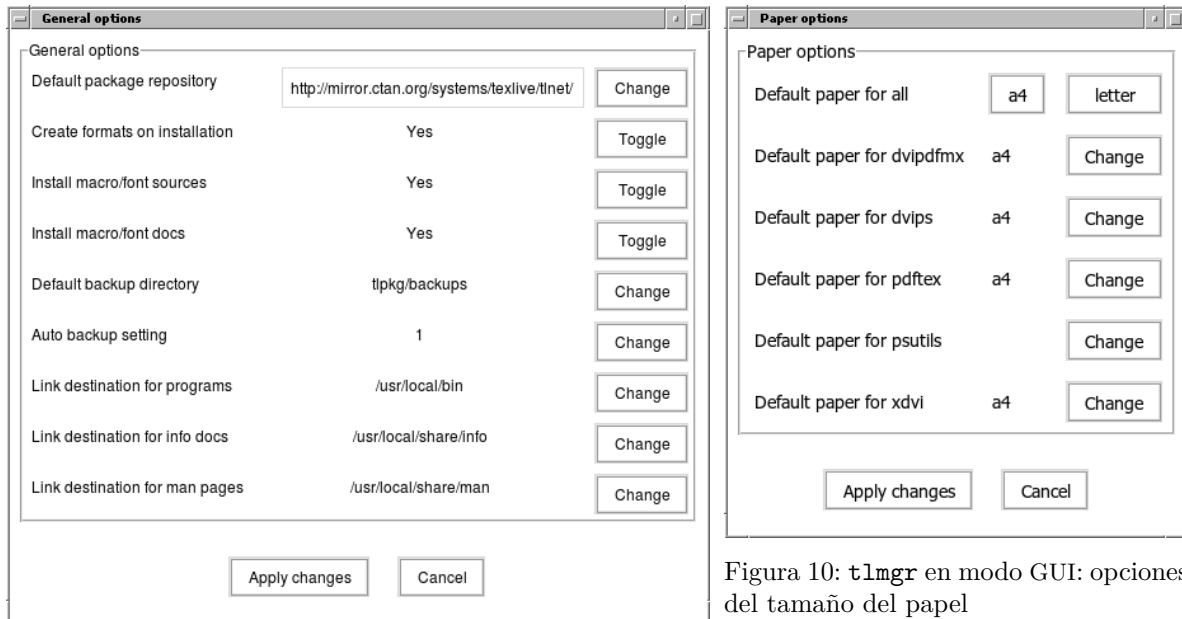 General options
General options
Default package repository http://mirror.ctan.org/systems/texlive/tlnet/ Change
Create formats on installation Yes Toggle
Install macro/font sources Yes Toggle
Install macro/font docs Yes Toggle
Default backup directory tlpkg/backups Change
Auto backup setting 1 Change
Link destination for programs /usr/local/bin Change
Link destination for info docs /usr/local/share/info Change
Link destination for man pages /usr/local/share/man Change
Apply changes Cancel
Paper options
Paper options
Default paper for all a4 letter
Default paper for dvipdfmx a4 Change
Default paper for dvips a4 Change
Default paper for pdftex a4 Change
Default paper for psutils Change
Default paper for xdvi a4 Change
Apply changes Cancel
Figura 10: tlmgr en modo GUI: opciones
del tamaño del papel